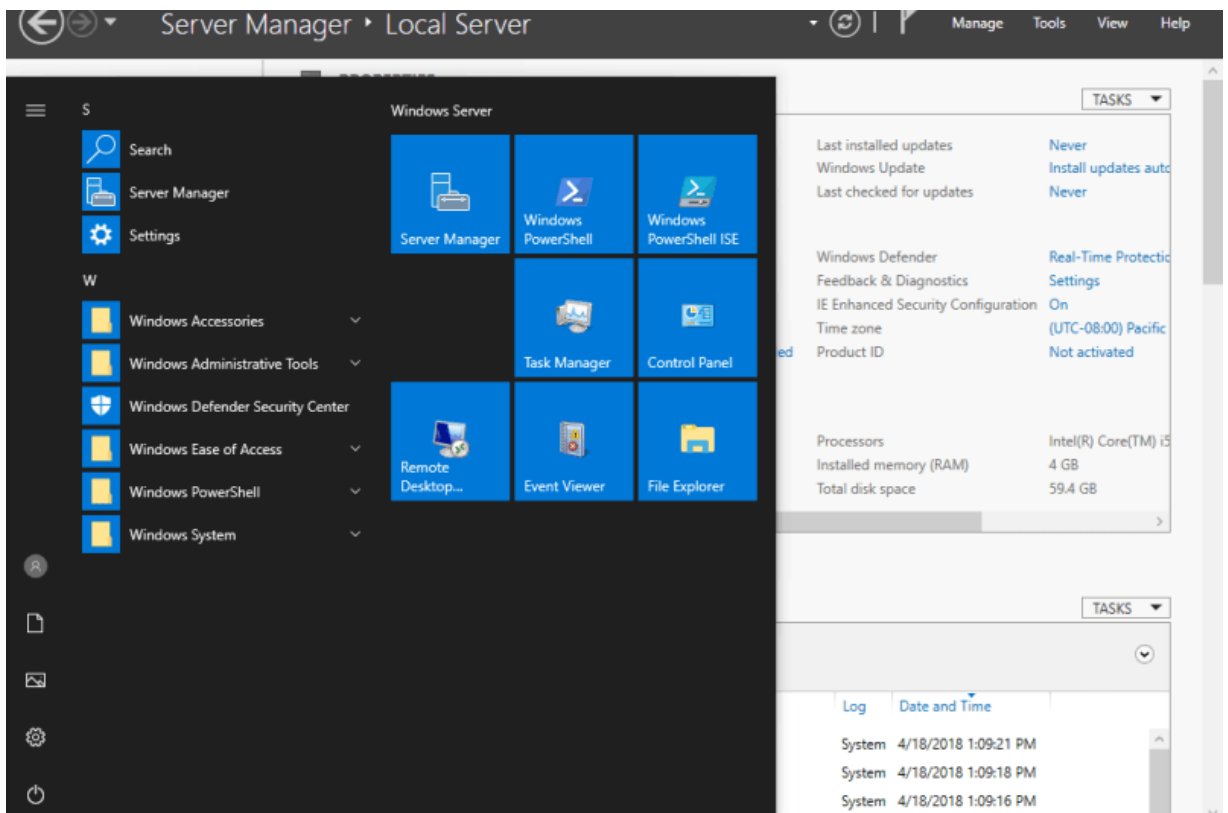 Server Manager ‣ Local Server
Manage Tools View Help
TASKS
S
Search
Server Manager
Settings
W
Windows Accessories
Windows Administrative Tools
Windows Defender Security Center
Windows Ease of Access
Windows PowerShell
Windows System
Windows Server
Server Manager
Windows PowerShell
Windows PowerShell ISE
Task Manager
Control Panel
Remote Desktop...
Event Viewer
File Explorer
Last installed updates Never
Windows Update Install updates auto
Last checked for updates Never
Windows Defender Real-Time Protectio
Feedback & Diagnostics Settings
IE Enhanced Security Configuration On
Time zone (UTC-08:00) Pacific
ed Product ID Not activated
Processors Intel(R) Core(TM) i5
Installed memory (RAM) 4 GB
Total disk space 59.4 GB
TASKS
Log Date and Time
System 4/18/2018 1:09:21 PM
System 4/18/2018 1:09:18 PM
System 4/18/2018 1:09:16 PM